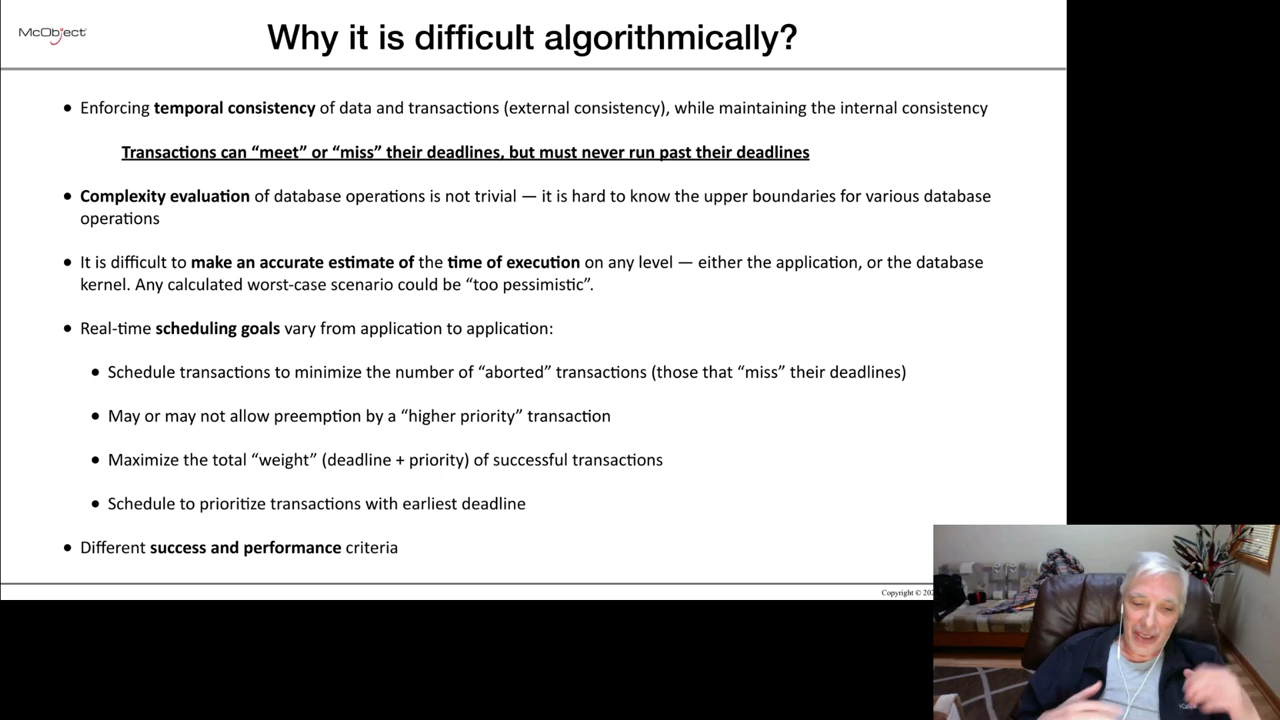 McObject
Why it is difficult algorithmically?
● Enforcing temporal consistency of data and transactions (external consistency), while maintaining the internal consistency
Transactions can “meet” or “miss” their deadlines, but must never run past their deadlines
● Complexity evaluation of database operations is not trivial — it is hard to know the upper boundaries for various database
operations
● It is difficult to make an accurate estimate of the time of execution on any level — either the application, or the database
kernel. Any calculated worst-case scenario could be “too pessimistic”.
● Real-time scheduling goals vary from application to application:
● Schedule transactions to minimize the number of “aborted” transactions (those that “miss” their deadlines)
● May or may not allow preemption by a “higher priority” transaction
● Maximize the total “weight” (deadline + priority) of successful transactions
● Schedule to prioritize transactions with earliest deadline
● Different success and performance criteria
Copyright ©